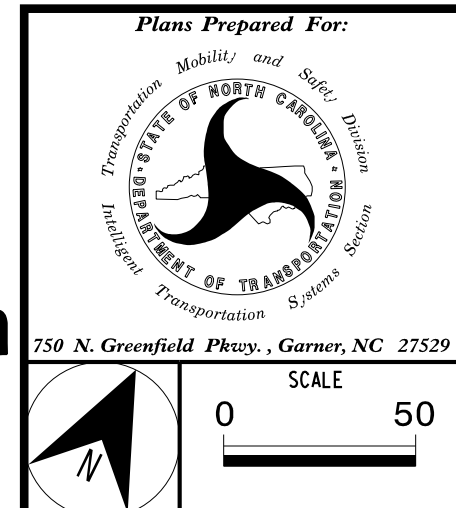 Plans Prepared For:
Transportation Mobility and Safety Division
STATE OF NORTH CAROLINA
DEPARTMENT OF TRANSPORTATION
Intelligent Transportation Systems Section
750 N. Greenfield Pkwy. , Garner, NC 27529
SCALE
0 50
N